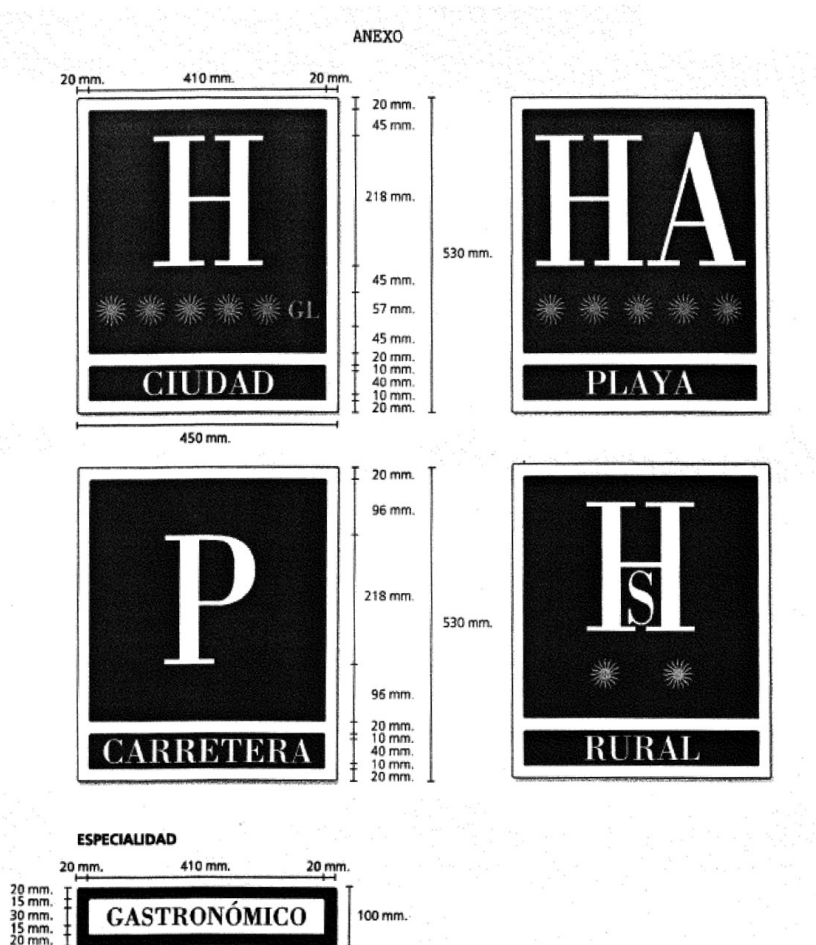 ANEXO
20 mm. 410 mm. 20 mm.
H
GL
CIUDAD
20 mm.
45 mm.
218 mm.
45 mm.
57 mm.
45 mm.
20 mm.
10 mm.
40 mm.
10 mm.
20 mm.
530 mm.
450 mm.
HA
PLAYA
P
CARRETERA
20 mm.
96 mm.
218 mm.
96 mm.
20 mm.
10 mm.
40 mm.
10 mm.
20 mm.
530 mm.
H
S
RURAL
ESPECIALIDAD
20 mm. 410 mm. 20 mm.
20 mm.
15 mm.
30 mm.
15 mm.
20 mm.
GASTRONÓMICO
100 mm.